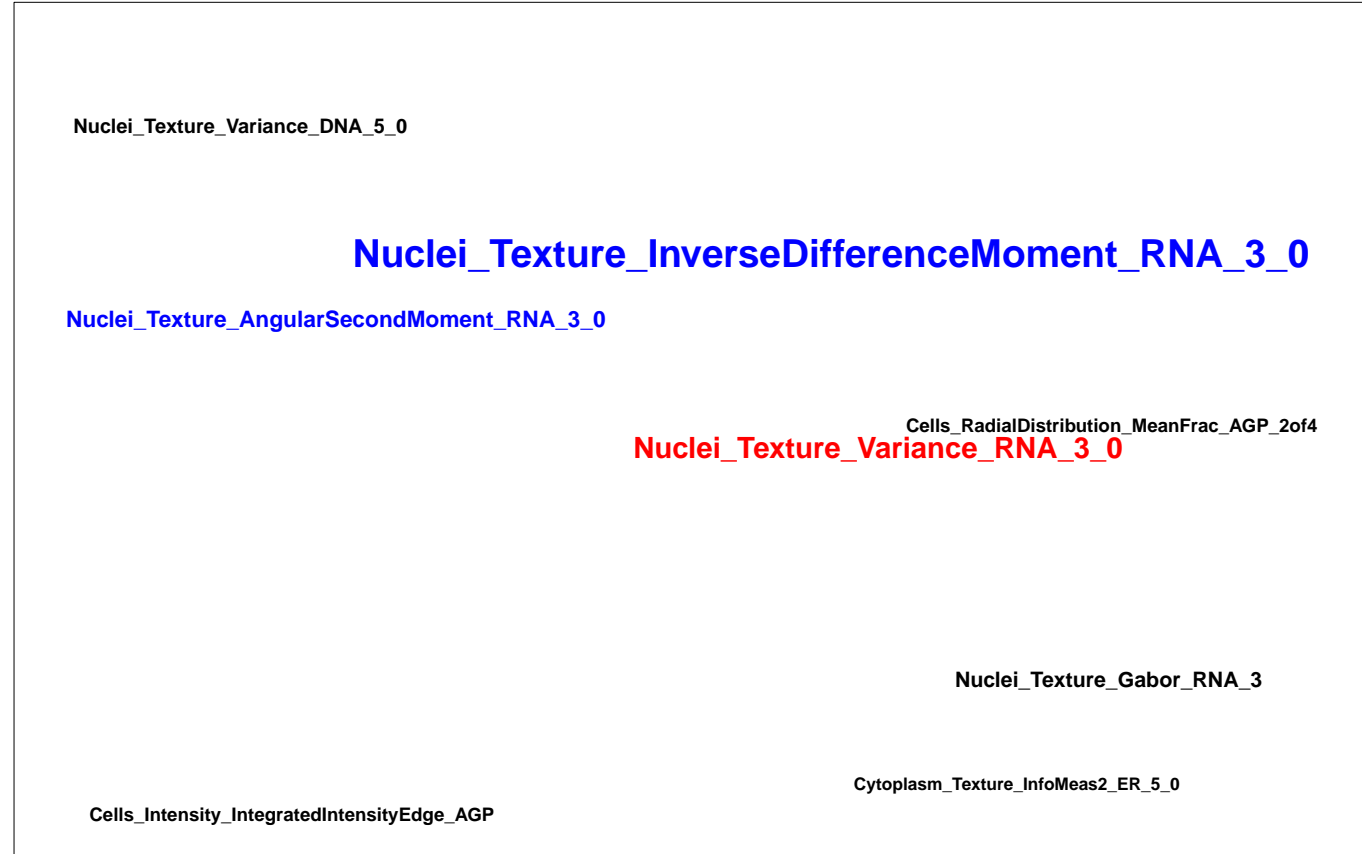 Nuclei_Texture_Variance_DNA_5_0
Nuclei_Texture_InverseDifferenceMoment_RNA_3_0
Nuclei_Texture_AngularSecondMoment_RNA_3_0
Cells_RadialDistribution_MeanFrac_AGP_2of4
Nuclei_Texture_Variance_RNA_3_0
Nuclei_Texture_Gabor_RNA_3
Cytoplasm_Texture_InfoMeas2_ER_5_0
Cells_Intensity_IntegratedIntensityEdge_AGP